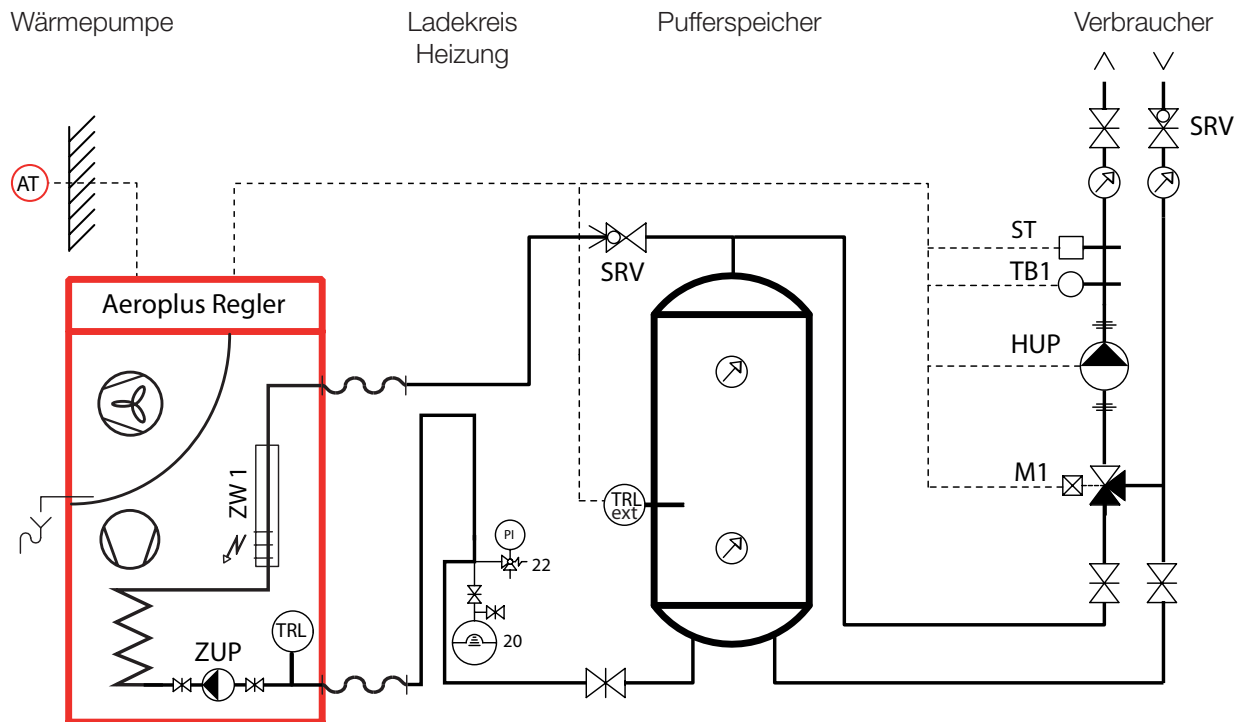 Wärmepumpe
Ladekreis
Heizung
Pufferspeicher
Verbraucher
SRV
AT
SRV
ST
TB1
Aeroplus Regler
HUP
ZW 1
M1
TRL
ext
PI
22
TRL
20
ZUP